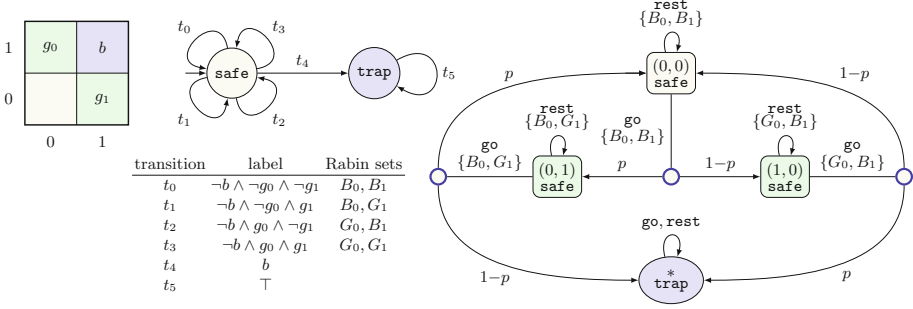 1
g₀ b
0
g₁
0 1
t₀
t₃
safe
t₄
trap
t₅
t₁
t₂
transition label Rabin sets
t₀ ¬b ∧ ¬g₀ ∧ ¬g₁ B₀, B₁
t₁ ¬b ∧ ¬g₀ ∧ g₁ B₀, G₁
t₂ ¬b ∧ g₀ ∧ ¬g₁ G₀, B₁
t₃ ¬b ∧ g₀ ∧ g₁ G₀, G₁
t₄ b
t₅ ⊤
rest
{B₀, B₁}
p
(0, 0)
safe
1−p
go
{B₀, G₁}
rest
{B₀, G₁}
go
{B₀, B₁}
rest
{G₀, B₁}
go
{G₀, B₁}
(0, 1)
safe
p
1−p
(1, 0)
safe
go, rest
*
trap
1−p
p